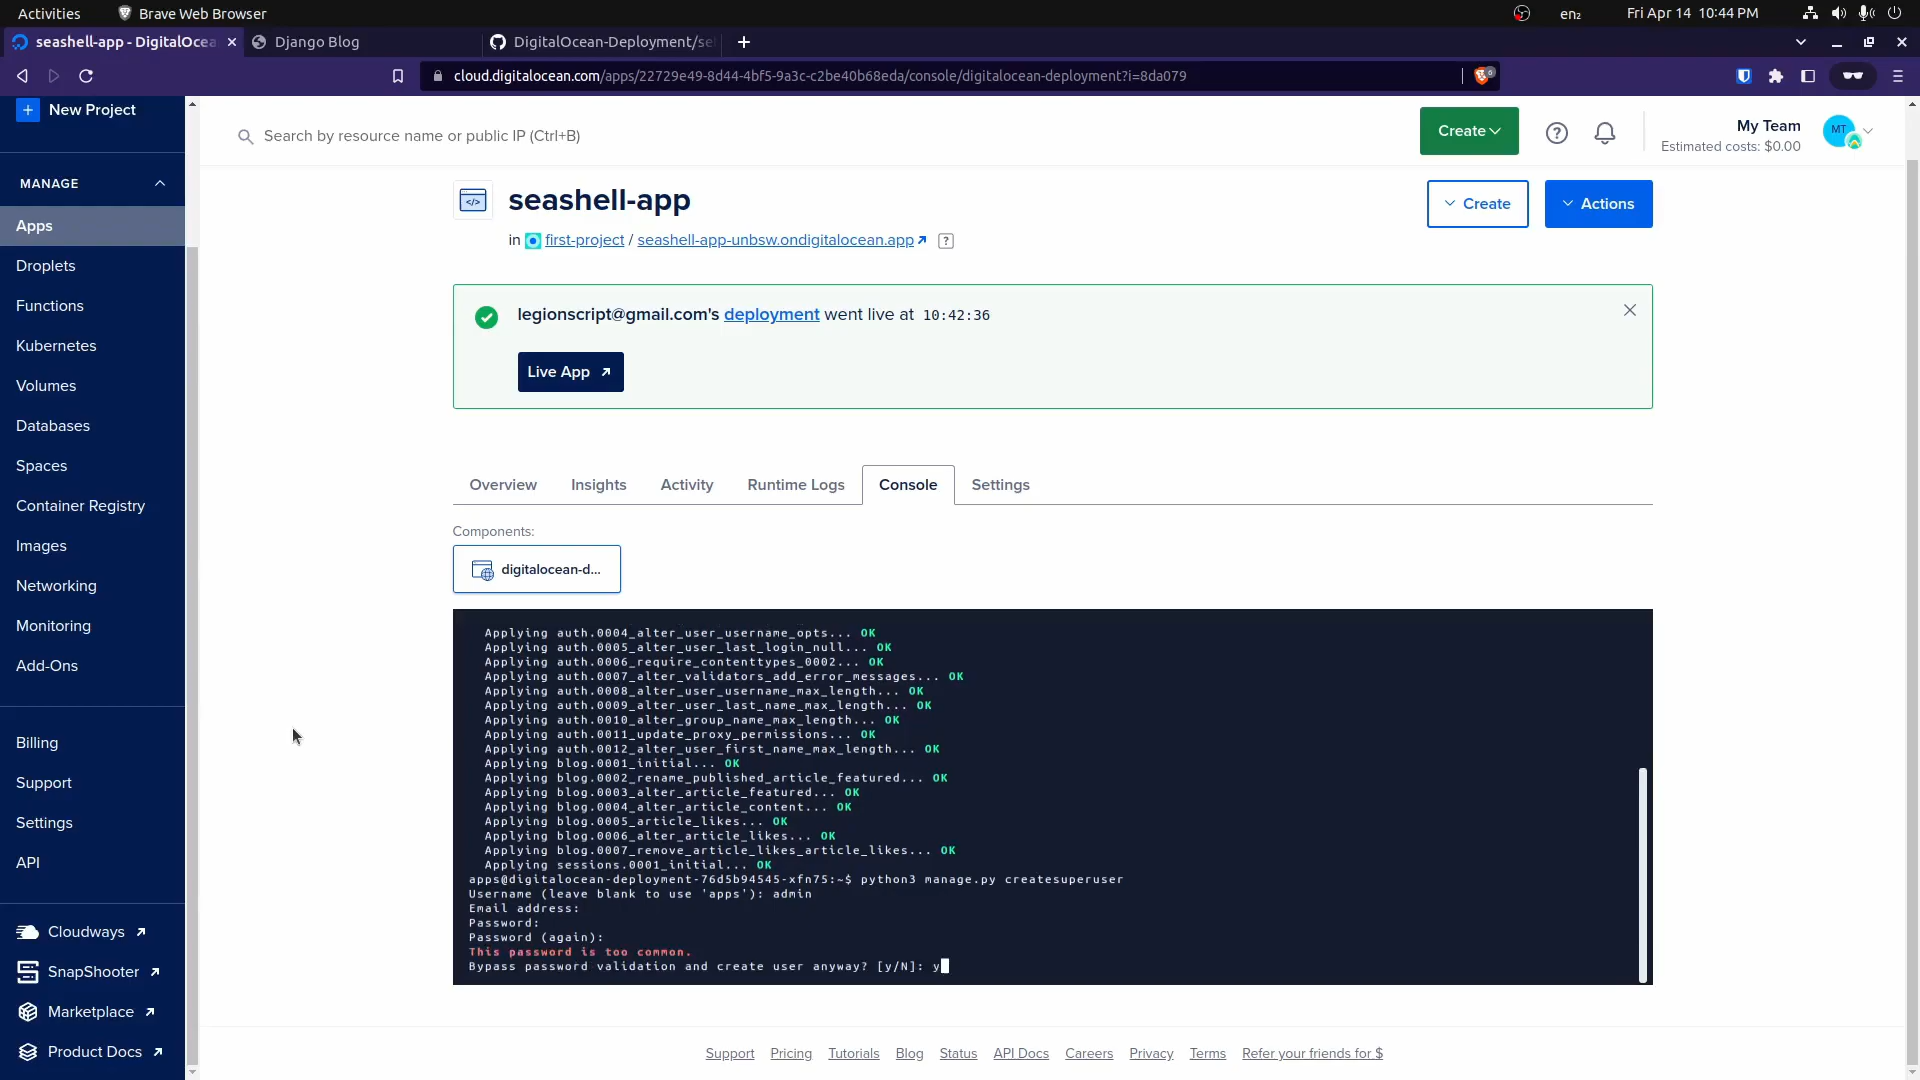 Activities
Brave Web Browser
en₂
Fri Apr 14 10:44 PM
seashell-app - DigitalOcea
Django Blog
DigitalOcean-Deployment/se
cloud.digitalocean.com/apps/22729e49-8d44-4bf5-9a3c-c2be40b68eda/console/digitalocean-deployment?i=8da079
6
New Project
MANAGE
Apps
Droplets
Functions
Kubernetes
Volumes
Databases
Spaces
Container Registry
Images
Networking
Monitoring
Add-Ons
Billing
Support
Settings
API
Cloudways
SnapShooter
Marketplace
Product Docs
Search by resource name or public IP (Ctrl+B)
Create
?
My Team
Estimated costs: $0.00
MT
seashell-app
in first-project / seashell-app-unbsw.ondigitalocean.app ?
Create
Actions
legionscript@gmail.com's deployment went live at 10:42:36
Live App
Overview
Insights
Activity
Runtime Logs
Console
Settings
Components:
digitalocean-d...
Applying auth.0004_alter_user_username_opts... OK
Applying auth.0005_alter_user_last_login_null... OK
Applying auth.0006_require_contenttypes_0002... OK
Applying auth.0007_alter_validators_add_error_messages... OK
Applying auth.0008_alter_user_username_max_length... OK
Applying auth.0009_alter_user_last_name_max_length... OK
Applying auth.0010_alter_group_name_max_length... OK
Applying auth.0011_update_proxy_permissions... OK
Applying auth.0012_alter_user_first_name_max_length... OK
Applying blog.0001_initial... OK
Applying blog.0002_rename_published_article_featured... OK
Applying blog.0003_alter_article_featured... OK
Applying blog.0004_alter_article_content... OK
Applying blog.0005_article_likes... OK
Applying blog.0006_alter_article_likes... OK
Applying blog.0007_remove_article_likes_article_likes... OK
Applying sessions.0001_initial... OK
apps@digitalocean-deployment-76d5b94545-xfn75:~$ python3 manage.py createsuperuser
Username (leave blank to use 'apps'): admin
Email address:
Password:
Password (again):
This password is too common.
Bypass password validation and create user anyway? [y/N]: y
Support
Pricing
Tutorials
Blog
Status
API Docs
Careers
Privacy
Terms
Refer your friends for $